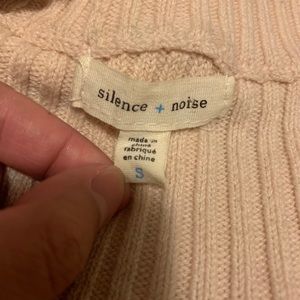 silence + noise
made in
china
fabriqué
en chine
S